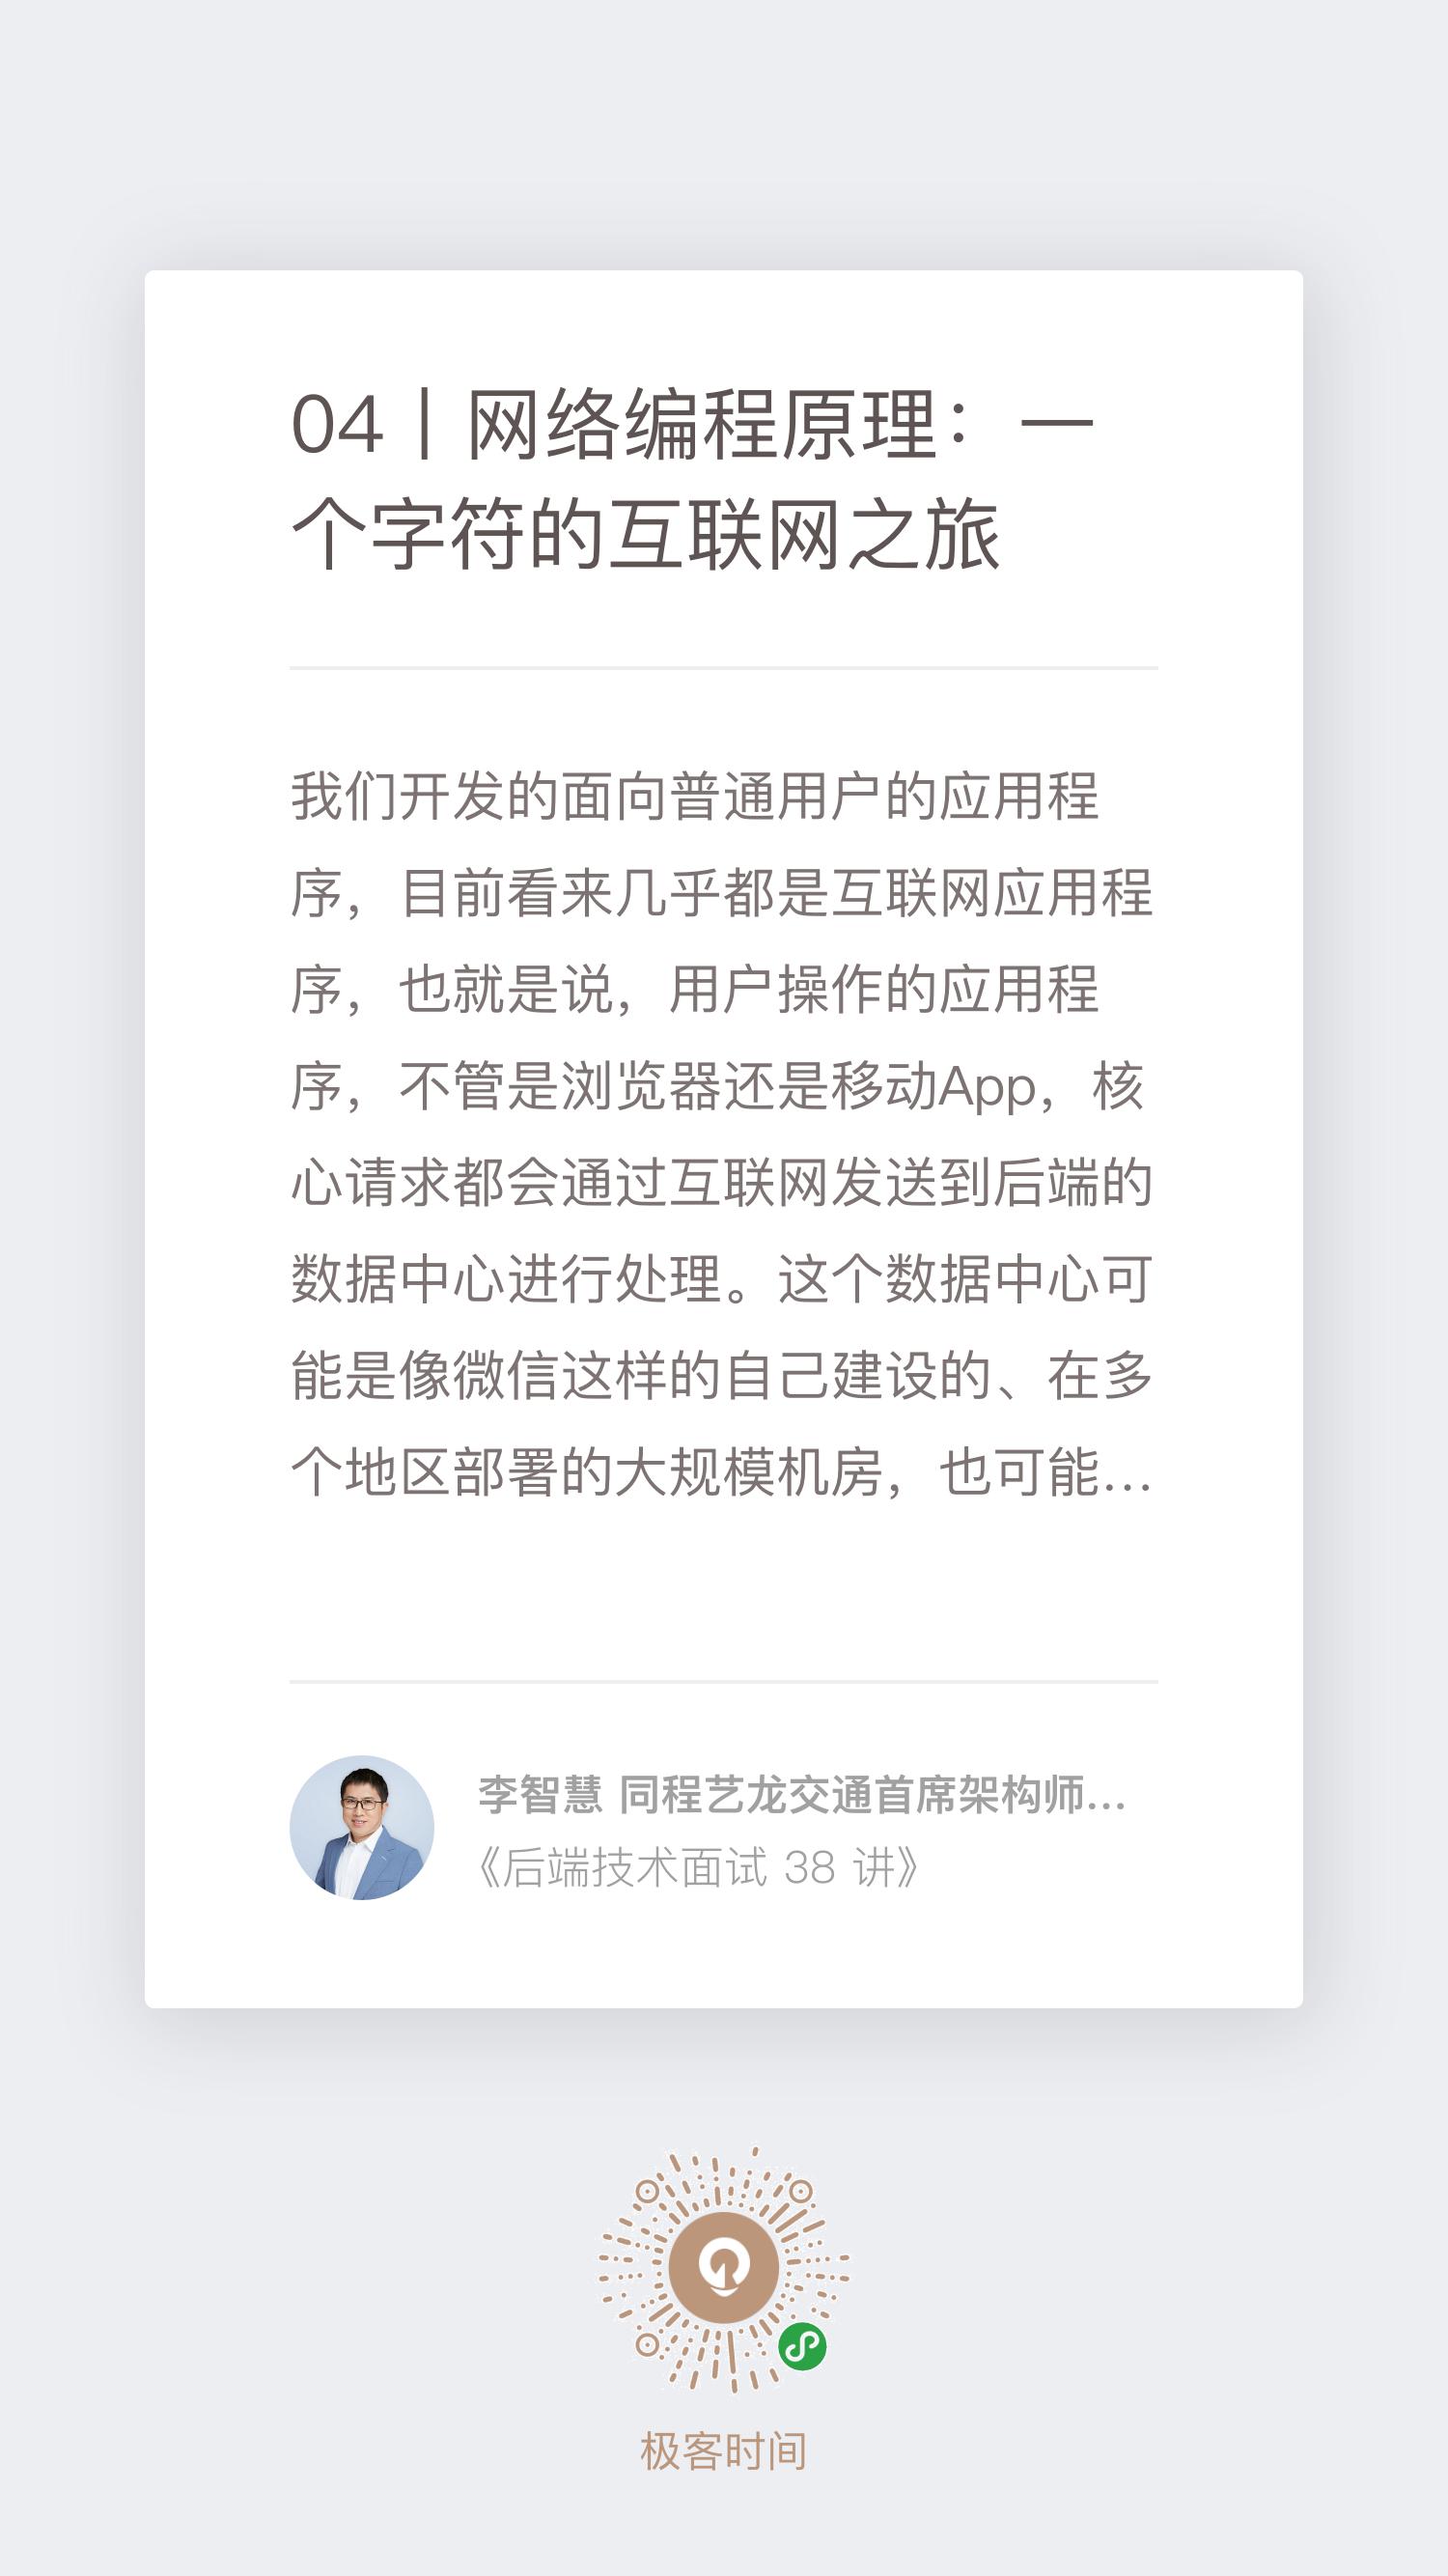 04丨网络编程原理：一
个字符的互联网之旅
我们开发的面向普通用户的应用程
序，目前看来几乎都是互联网应用程
序，也就是说，用户操作的应用程
序，不管是浏览器还是移动App，核
心请求都会通过互联网发送到后端的
数据中心进行处理。这个数据中心可
能是像微信这样的自己建设的、在多
个地区部署的大规模机房，也可能...
李智慧 同程艺龙交通首席架构师...
《后端技术面试 38 讲》
极客时间